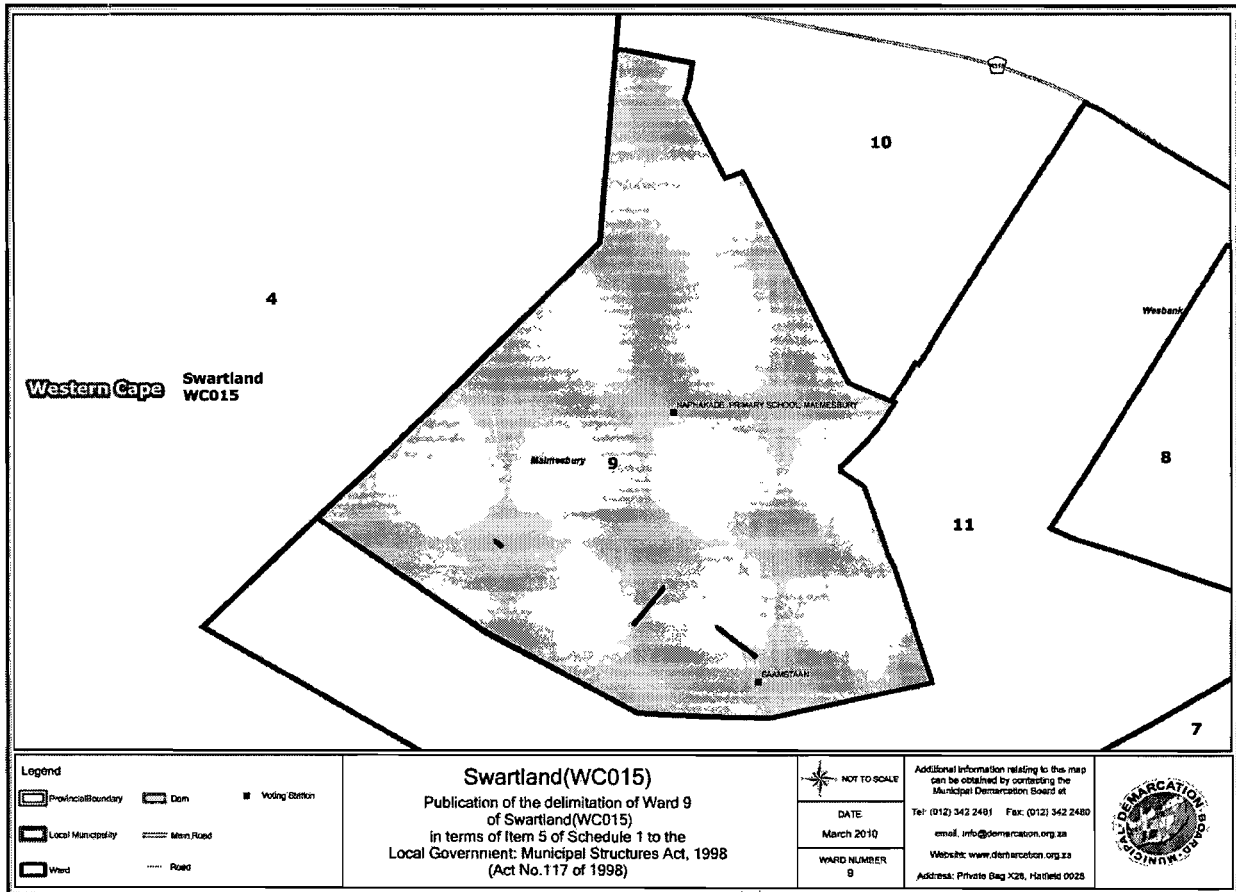 10
4
Wesbank
Western Cape
Swartland
WC015
NAPHAKADE PRIMARY SCHOOL, MALMESBURY
Malmesbury
9
8
11
SAAMSTAAN
7
Legend
ProvincialBoundary
Dam
Voting Station
Local Municipality
Main Road
Ward
Road
Swartland(WC015)
Publication of the delimitation of Ward 9
of Swartland(WC015)
in terms of Item 5 of Schedule 1 to the
Local Government: Municipal Structures Act, 1998
(Act No.117 of 1998)
NOT TO SCALE
DATE
March 2010
WARD NUMBER
9
Additional information relating to this map
can be obtained by contacting the
Municipal Demarcation Board at
Tel: (012) 342 2481 Fax: (012) 342 2480
email. info@demarcation.org.za
Website: www.demarcation.org.za
Address: Private Bag X28, Hatfield 0028
MUNICIPAL DEMARCATION BOARD